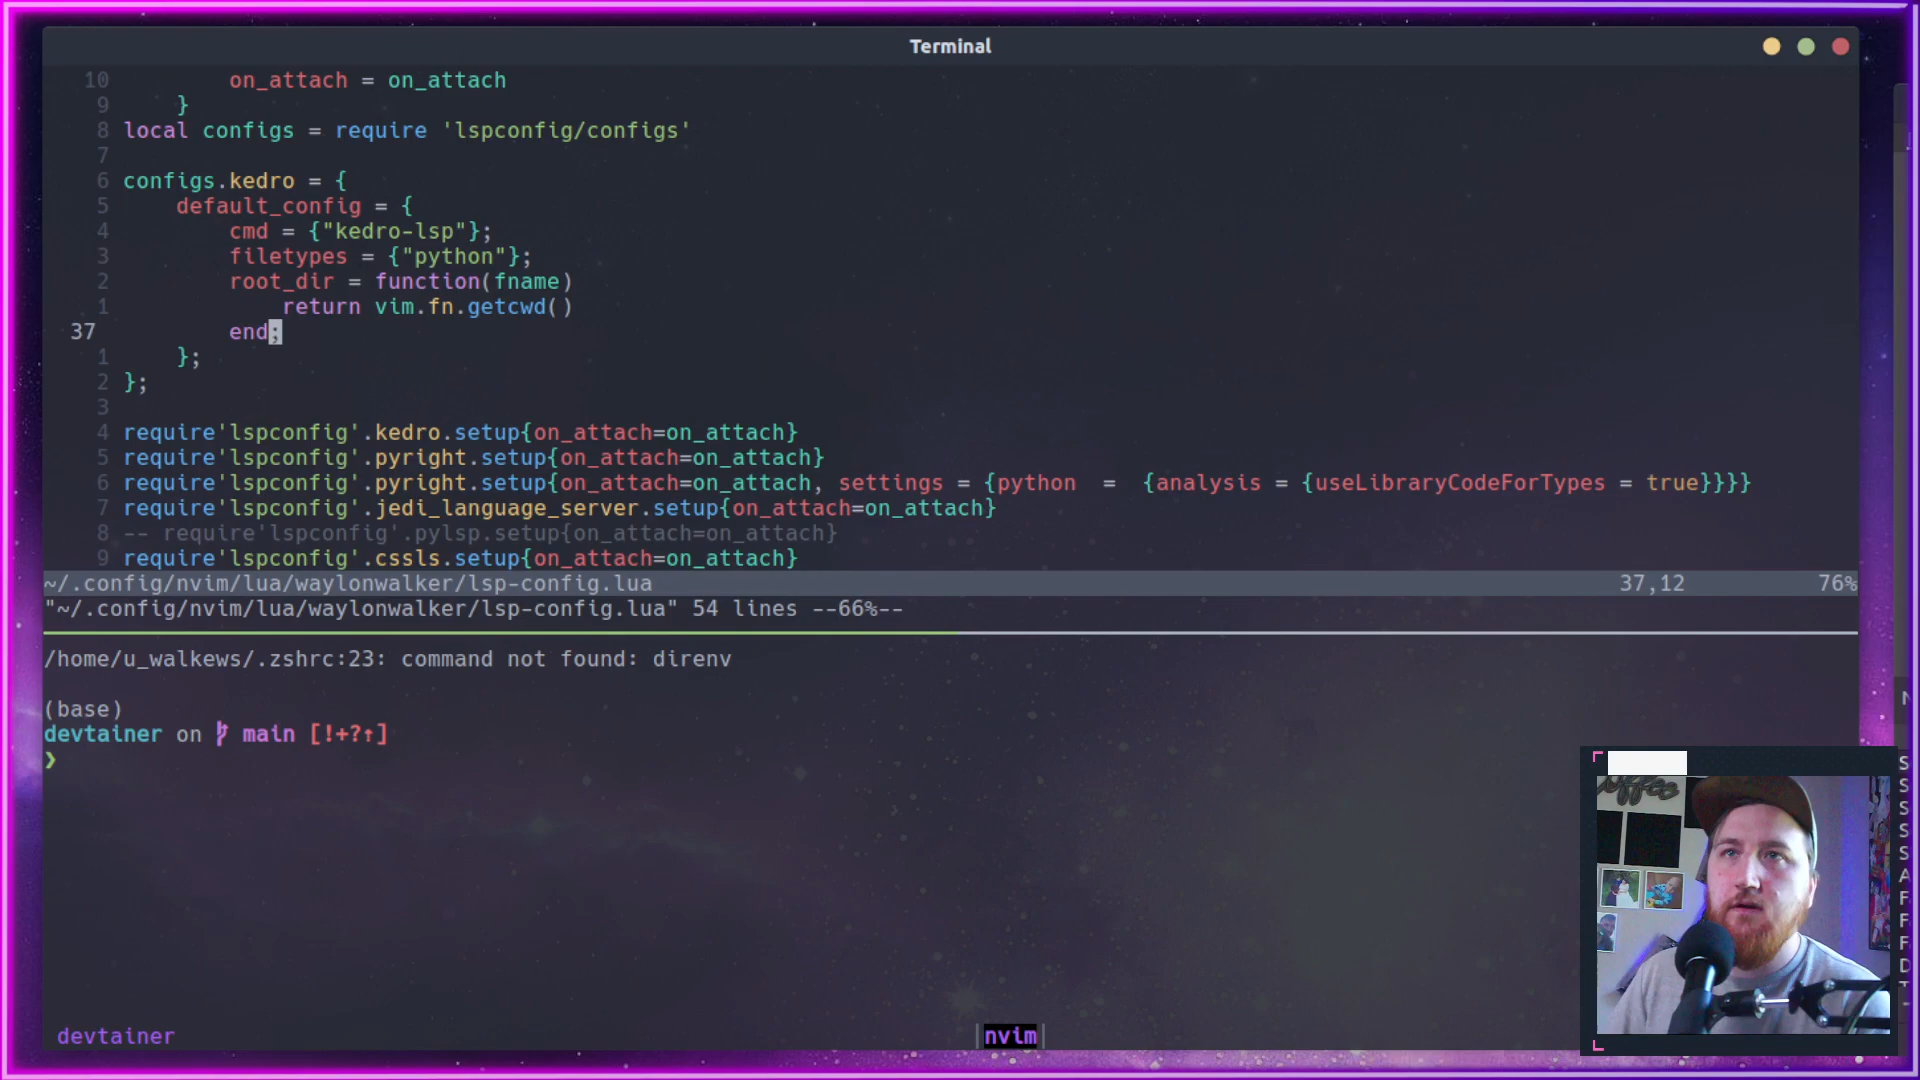 Terminal
10 on_attach = on_attach
9 }
8 local configs = require 'lspconfig/configs'
7
6 configs.kedro = {
5 default_config = {
4 cmd = {"kedro-lsp"};
3 filetypes = {"python"};
2 root_dir = function(fname)
1 return vim.fn.getcwd()
37 end;
1 };
2 };
3
4 require'lspconfig'.kedro.setup{on_attach=on_attach}
5 require'lspconfig'.pyright.setup{on_attach=on_attach}
6 require'lspconfig'.pyright.setup{on_attach=on_attach, settings = {python = {analysis = {useLibraryCodeForTypes = true}}}}
7 require'lspconfig'.jedi_language_server.setup{on_attach=on_attach}
8 -- require'lspconfig'.pylsp.setup{on_attach=on_attach}
9 require'lspconfig'.cssls.setup{on_attach=on_attach}
~/.config/nvim/lua/waylonwalker/lsp-config.lua 37,12 76%
"~/.config/nvim/lua/waylonwalker/lsp-config.lua" 54 lines --66%--
/home/u_walkews/.zshrc:23: command not found: direnv
(base)
devtainer on main [!+?↑]
❯
devtainer |nvim|